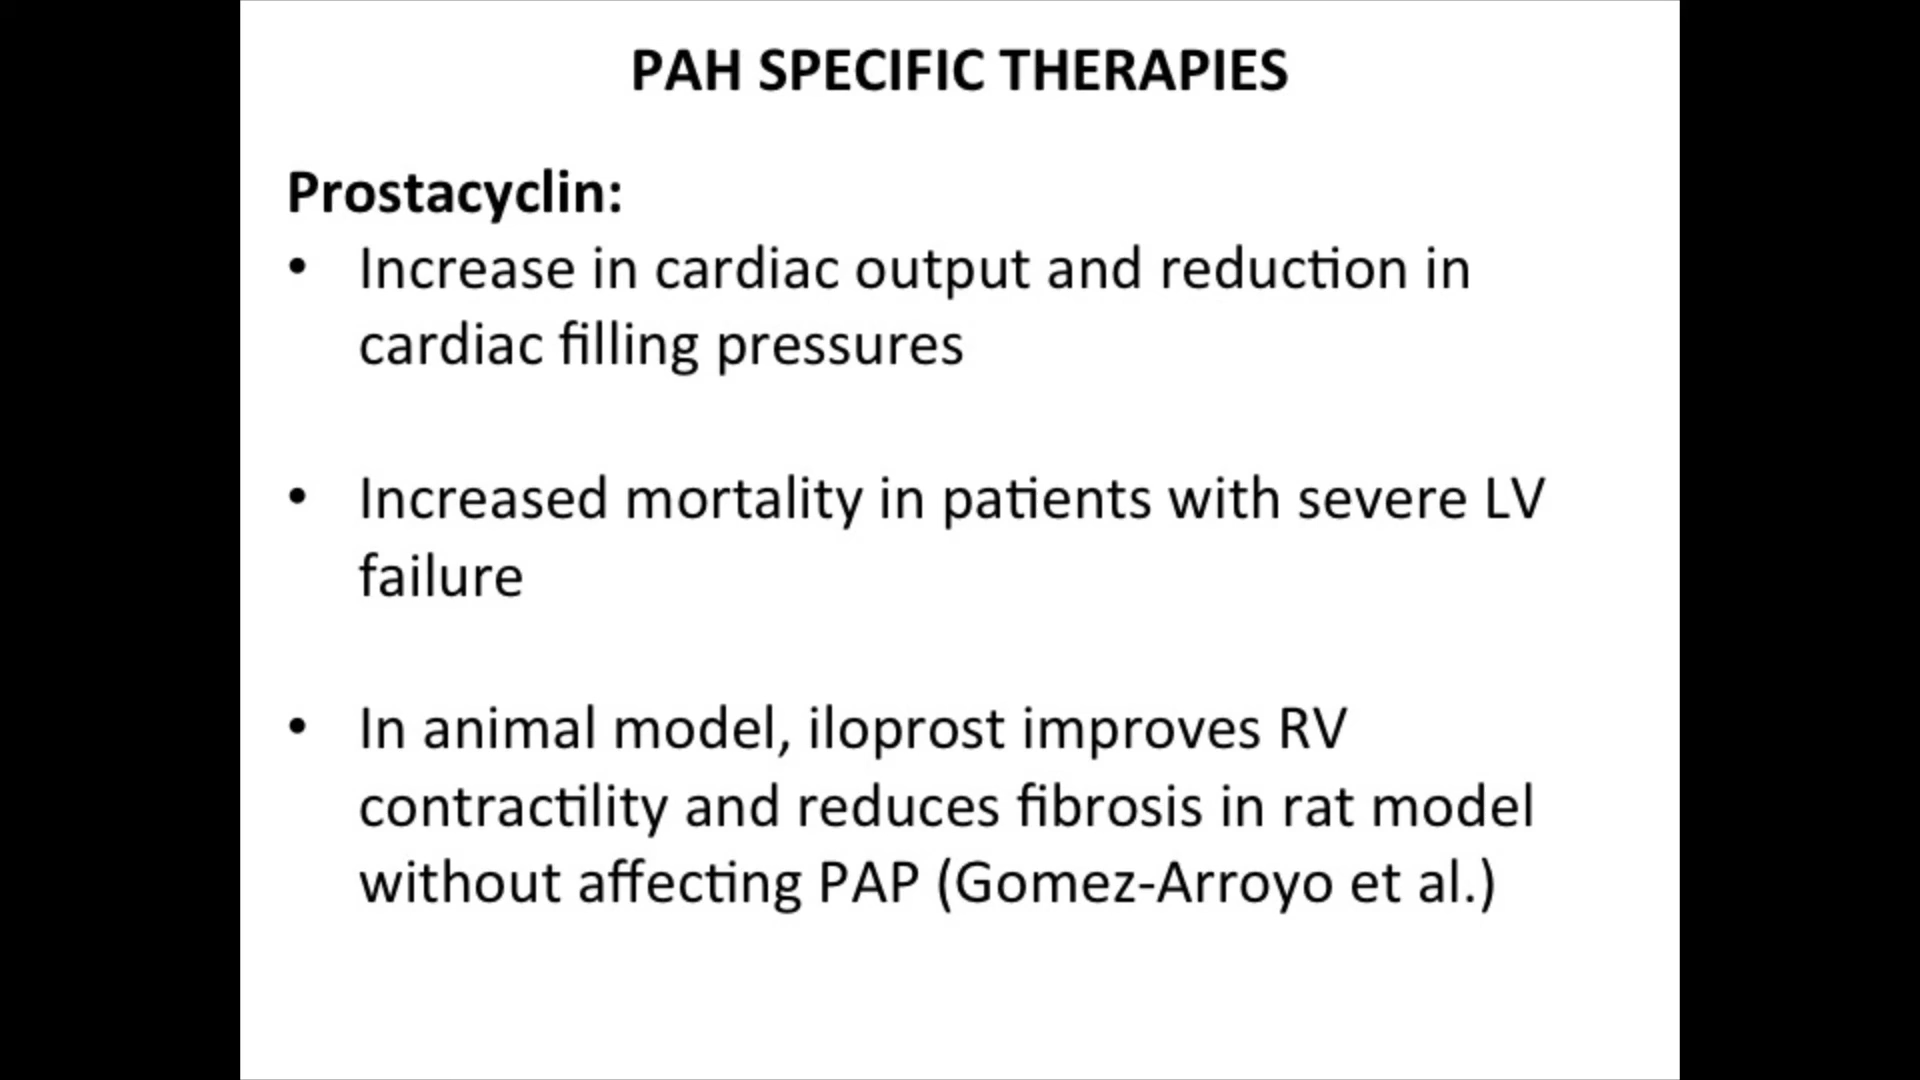 PAH SPECIFIC THERAPIES
Prostacyclin:
• Increase in cardiac output and reduction in
cardiac filling pressures
• Increased mortality in patients with severe LV
failure
• In animal model, iloprost improves RV
contractility and reduces fibrosis in rat model
without affecting PAP (Gomez-Arroyo et al.)